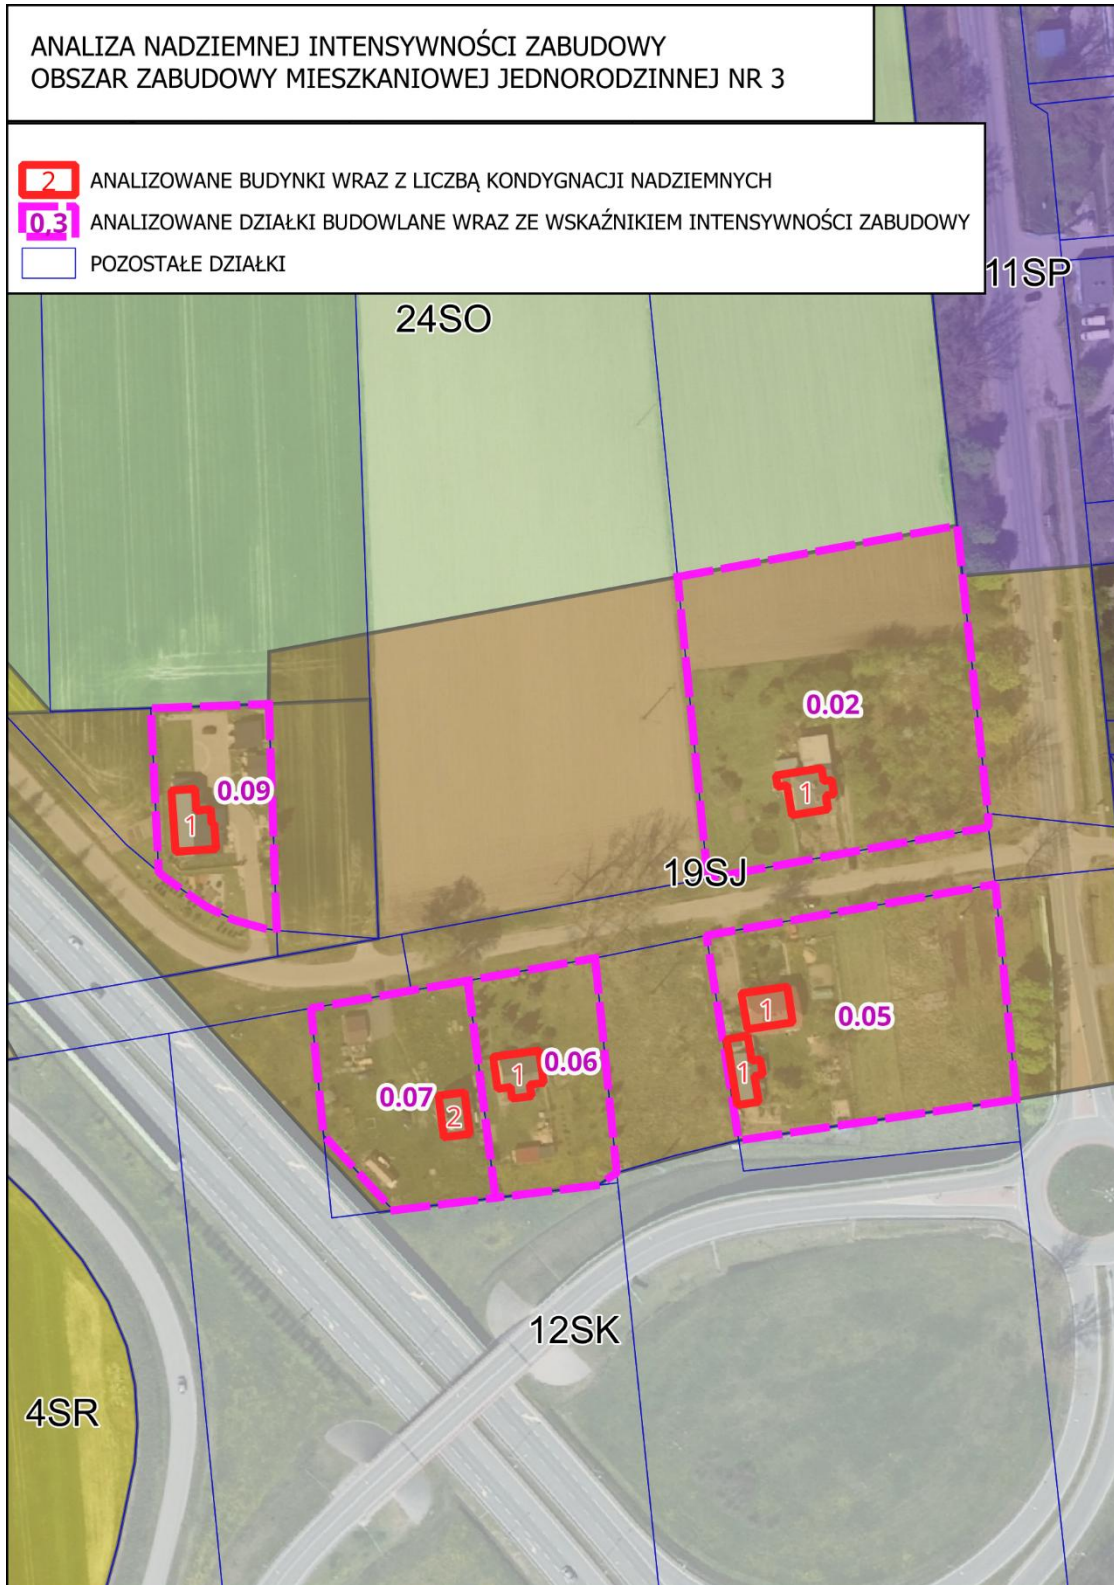 ANALIZA NADZIEMNEJ INTENSYWNOŚCI ZABUDOWY
OBSZAR ZABUDOWY MIESZKANIOWEJ JEDNORODZINNEJ NR 3
2 ANALIZOWANE BUDYNKI WRAZ Z LICZBĄ KONDYGNACJI NADZIEMNYCH
0,3 ANALIZOWANE DZIAŁKI BUDOWLANE WRAZ ZE WSKAŹNIKIEM INTENSYWNOŚCI ZABUDOWY
POZOSTAŁE DZIAŁKI
11SP
24SO
0.02
0.09
1
1
19SJ
1
0.05
0.06
1
1
0.07
2
12SK
4SR